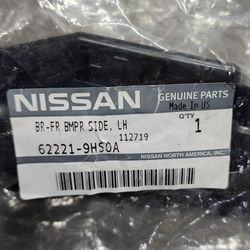 NISSAN
GENUINE PARTS
Made In US
BR-FR BMPR SIDE, LH
Q'TY
112719
1
62221-9HS0A
NISSAN NORTH AMERICA, INC.